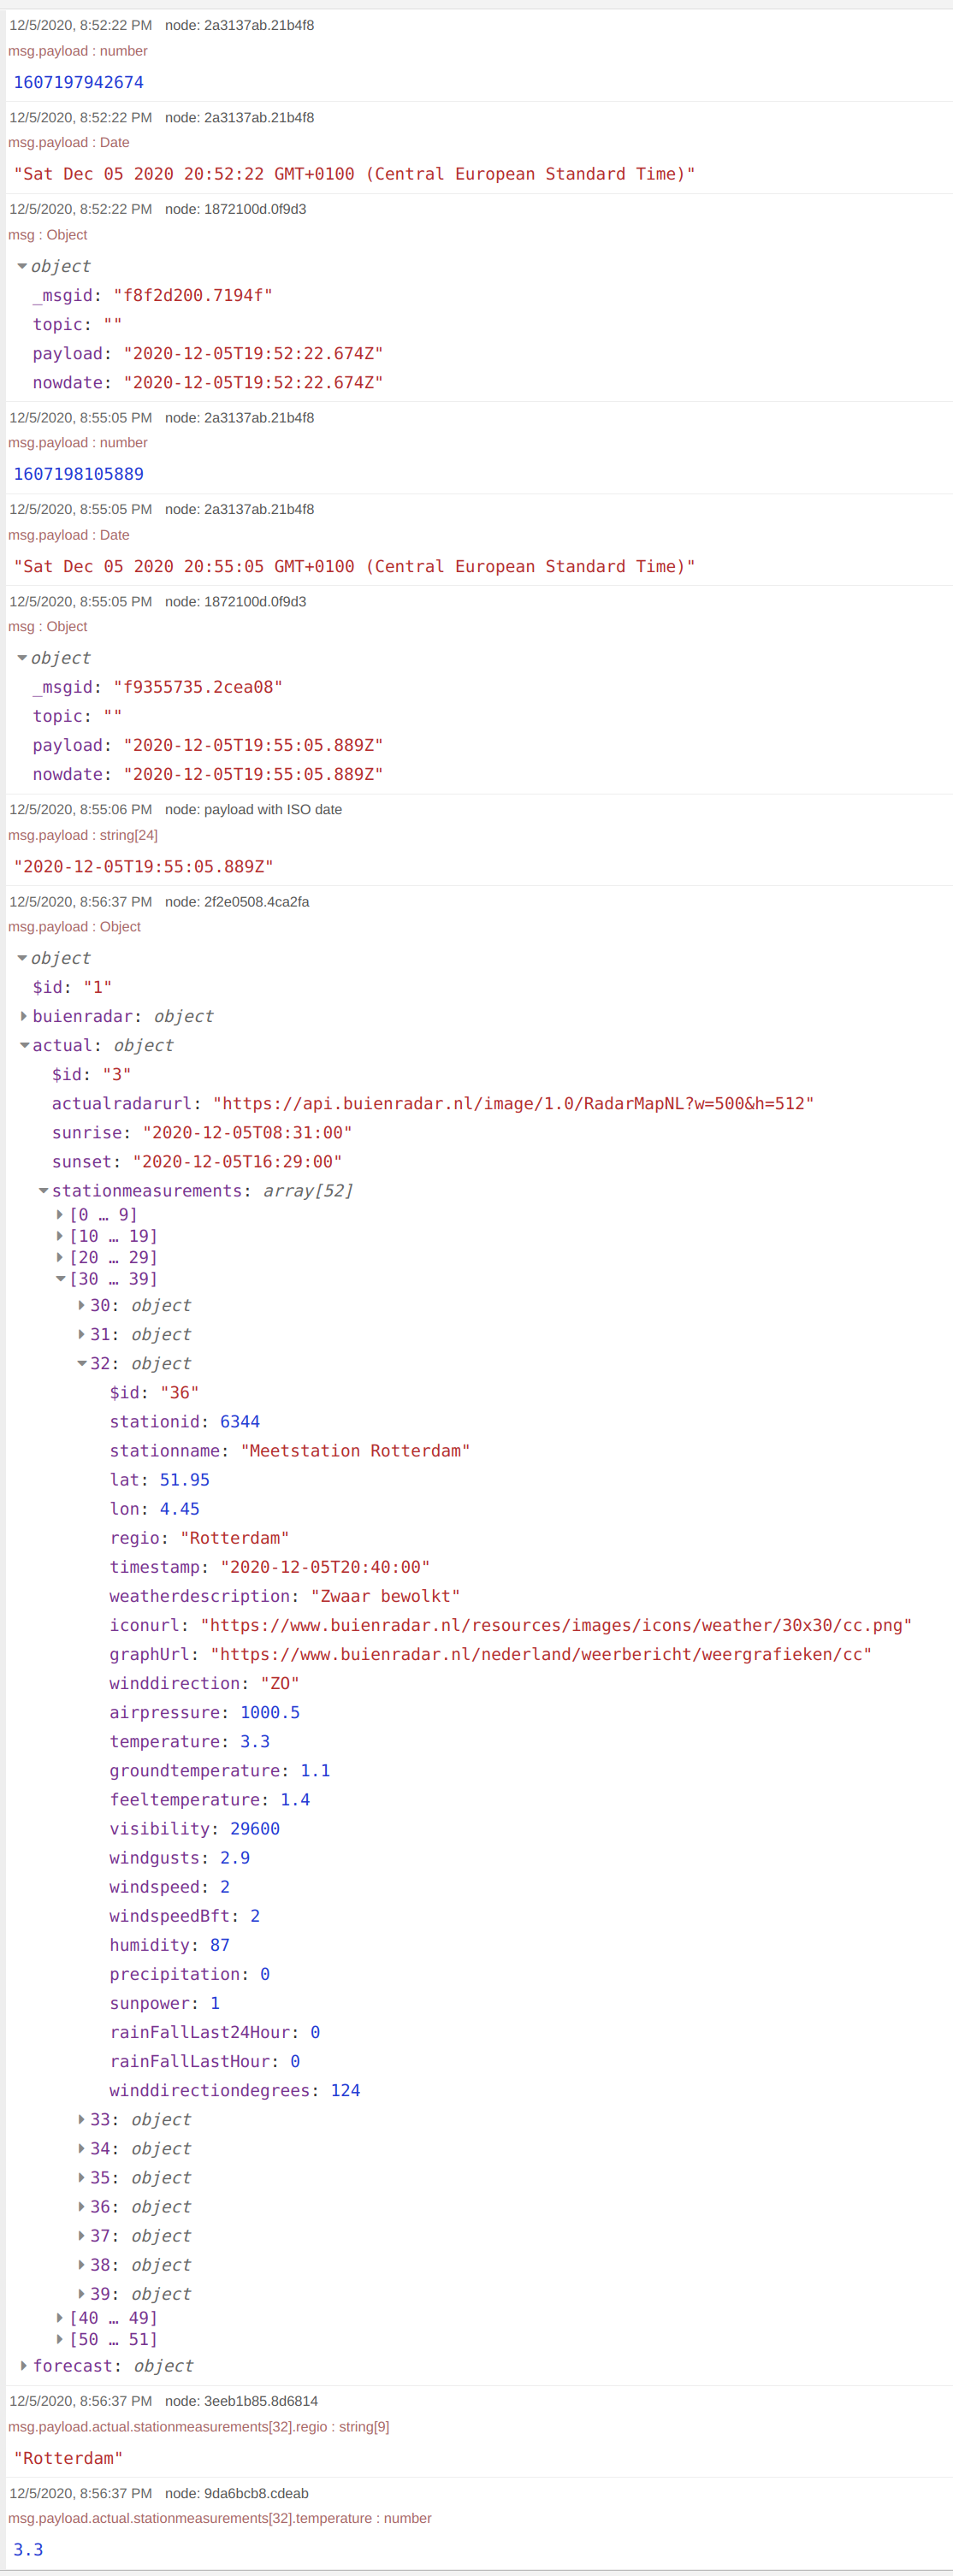 12/5/2020, 8:52:22 PM node: 2a3137ab.21b4f8
msg.payload : number
1607197942674
12/5/2020, 8:52:22 PM node: 2a3137ab.21b4f8
msg.payload : Date
"Sat Dec 05 2020 20:52:22 GMT+0100 (Central European Standard Time)"
12/5/2020, 8:52:22 PM node: 1872100d.0f9d3
msg : Object
object
_msgid: "f8f2d200.7194f"
topic: ""
payload: "2020-12-05T19:52:22.674Z"
nowdate: "2020-12-05T19:52:22.674Z"
12/5/2020, 8:55:05 PM node: 2a3137ab.21b4f8
msg.payload : number
1607198105889
12/5/2020, 8:55:05 PM node: 2a3137ab.21b4f8
msg.payload : Date
"Sat Dec 05 2020 20:55:05 GMT+0100 (Central European Standard Time)"
12/5/2020, 8:55:05 PM node: 1872100d.0f9d3
msg : Object
object
_msgid: "f9355735.2cea08"
topic: ""
payload: "2020-12-05T19:55:05.889Z"
nowdate: "2020-12-05T19:55:05.889Z"
12/5/2020, 8:55:06 PM node: payload with ISO date
msg.payload : string[24]
"2020-12-05T19:55:05.889Z"
12/5/2020, 8:56:37 PM node: 2f2e0508.4ca2fa
msg.payload : Object
object
$id: "1"
buienradar: object
actual: object
$id: "3"
actualradarurl: "https://api.buienradar.nl/image/1.0/RadarMapNL?w=500&h=512"
sunrise: "2020-12-05T08:31:00"
sunset: "2020-12-05T16:29:00"
stationmeasurements: array[52]
[0 … 9]
[10 … 19]
[20 … 29]
[30 … 39]
30: object
31: object
32: object
$id: "36"
stationid: 6344
stationname: "Meetstation Rotterdam"
lat: 51.95
lon: 4.45
regio: "Rotterdam"
timestamp: "2020-12-05T20:40:00"
weatherdescription: "Zwaar bewolkt"
iconurl: "https://www.buienradar.nl/resources/images/icons/weather/30x30/cc.png"
graphUrl: "https://www.buienradar.nl/nederland/weerbericht/weergrafieken/cc"
winddirection: "ZO"
airpressure: 1000.5
temperature: 3.3
groundtemperature: 1.1
feeltemperature: 1.4
visibility: 29600
windgusts: 2.9
windspeed: 2
windspeedBft: 2
humidity: 87
precipitation: 0
sunpower: 1
rainFallLast24Hour: 0
rainFallLastHour: 0
winddirectiondegrees: 124
33: object
34: object
35: object
36: object
37: object
38: object
39: object
[40 … 49]
[50 … 51]
forecast: object
12/5/2020, 8:56:37 PM node: 3eeb1b85.8d6814
msg.payload.actual.stationmeasurements[32].regio : string[9]
"Rotterdam"
12/5/2020, 8:56:37 PM node: 9da6bcb8.cdeab
msg.payload.actual.stationmeasurements[32].temperature : number
3.3